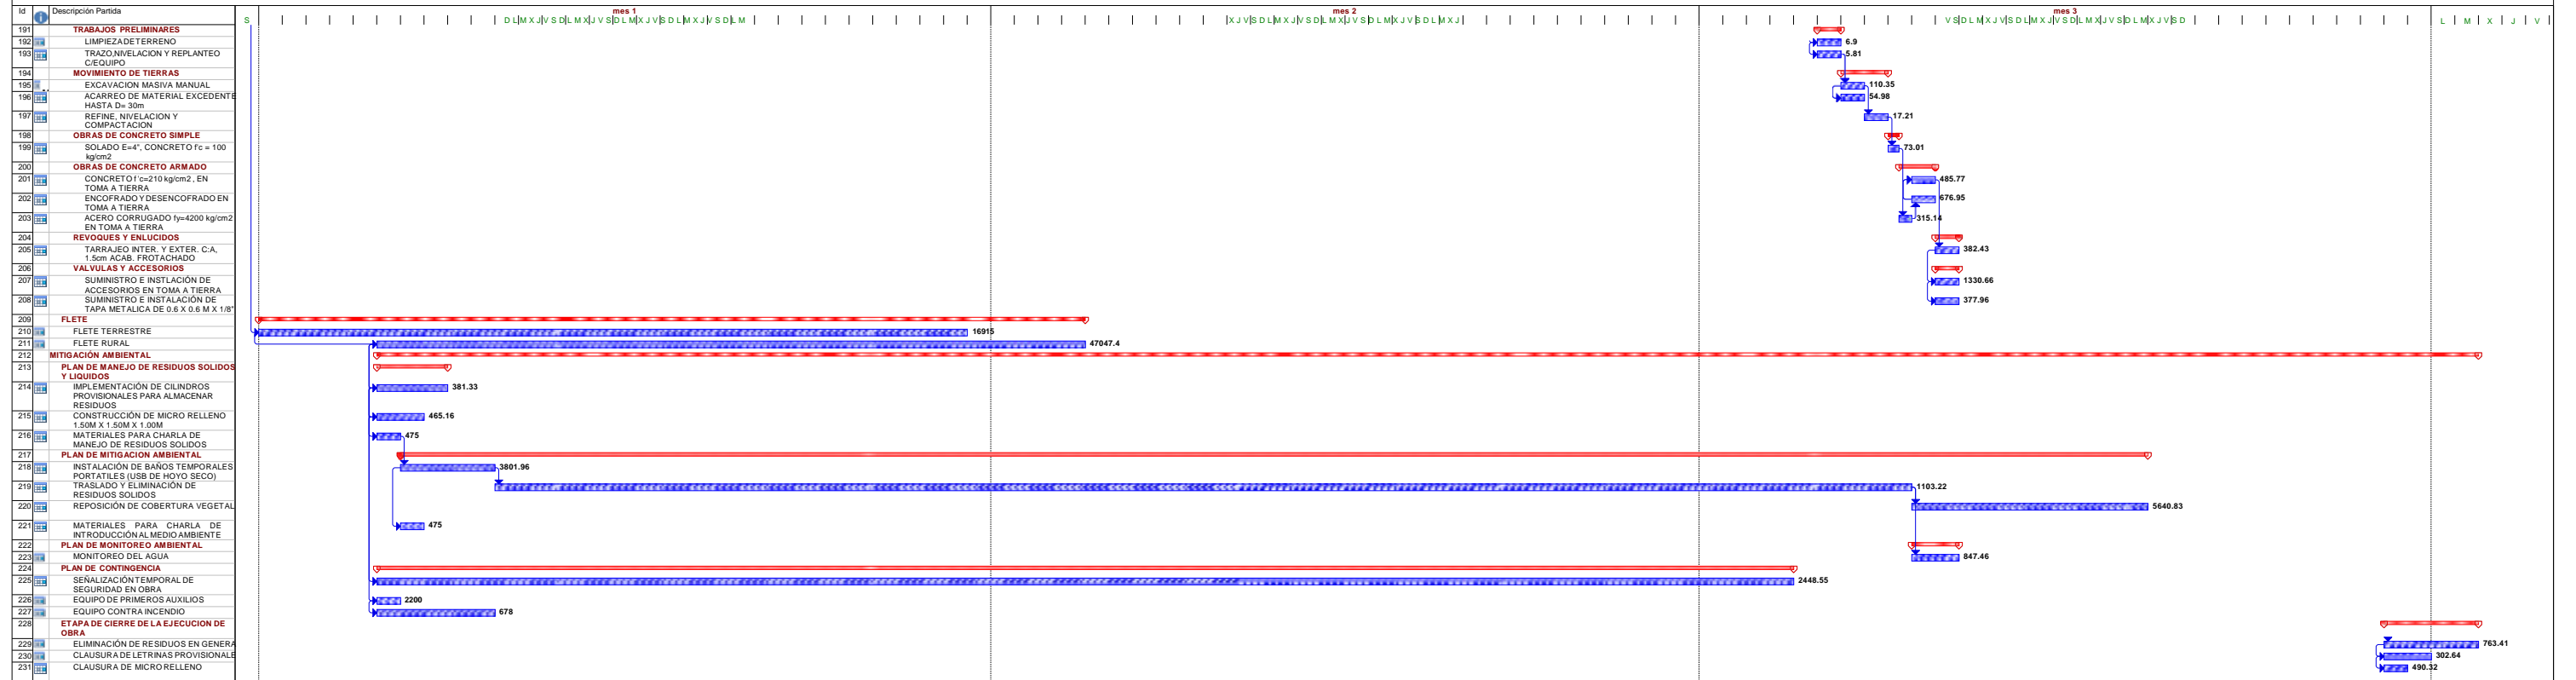 Id Descripción Partida
mes 1 mes 2 mes 3
S D L M X J V S D L M X J V S D L M X J V S D L M X J V S D L M X J V S D L M X J V S D L M X J V S D L M X J V S D L M X J V S D L M X J V S D L M X J V S D L M X J V S D L M X J V S D L M X J V
191 TRABAJOS PRELIMINARES
192 LIMPIEZA DE TERRENO 6.9
193 TRAZO,NIVELACION Y REPLANTEO 5.81
C/EQUIPO
194 MOVIMIENTO DE TIERRAS
195 EXCAVACION MASIVA MANUAL 110.35
196 ACARREO DE MATERIAL EXCEDENTE 54.98
HASTA D= 30m
197 REFINE, NIVELACION Y 17.21
COMPACTACION
198 OBRAS DE CONCRETO SIMPLE
199 SOLADO E=4", CONCRETO f'c = 100 73.01
kg/cm2
200 OBRAS DE CONCRETO ARMADO
201 CONCRETO f 'c=210 kg/cm2 , EN 485.77
TOMA A TIERRA
202 ENCOFRADO Y DESENCOFRADO EN 676.95
TOMA A TIERRA
203 ACERO CORRUGADO fy=4200 kg/cm2 315.14
EN TOMA A TIERRA
204 REVOQUES Y ENLUCIDOS
205 TARRAJEO INTER. Y EXTER. C:A, 382.43
1.5cm ACAB. FROTACHADO
206 VALVULAS Y ACCESORIOS
207 SUMINISTRO E INSTLACIÓN DE 1330.66
ACCESORIOS EN TOMA A TIERRA
208 SUMINISTRO E INSTALACIÓN DE 377.96
TAPA METALICA DE 0.6 X 0.6 M X 1/8"
209 FLETE
210 FLETE TERRESTRE 16915
211 FLETE RURAL 47047.4
212 MITIGACIÓN AMBIENTAL
213 PLAN DE MANEJO DE RESIDUOS SOLIDOS
Y LIQUIDOS
214 IMPLEMENTACIÓN DE CILINDROS 381.33
PROVISIONALES PARA ALMACENAR
RESIDUOS
215 CONSTRUCCIÓN DE MICRO RELLENO 465.16
1.50M X 1.50M X 1.00M
216 MATERIALES PARA CHARLA DE 475
MANEJO DE RESIDUOS SOLIDOS
217 PLAN DE MITIGACION AMBIENTAL
218 INSTALACIÓN DE BAÑOS TEMPORALES 3801.96
PORTATILES (USB DE HOYO SECO)
219 TRASLADO Y ELIMINACIÓN DE 1103.22
RESIDUOS SOLIDOS
220 REPOSICIÓN DE COBERTURA VEGETAL 5640.83
221 MATERIALES PARA CHARLA DE 475
INTRODUCCIÓN AL MEDIO AMBIENTE
222 PLAN DE MONITOREO AMBIENTAL
223 MONITOREO DEL AGUA 847.46
224 PLAN DE CONTINGENCIA
225 SEÑALIZACIÓN TEMPORAL DE 2448.55
SEGURIDAD EN OBRA
226 EQUIPO DE PRIMEROS AUXILIOS 2200
227 EQUIPO CONTRA INCENDIO 678
228 ETAPA DE CIERRE DE LA EJECUCION DE
OBRA
229 ELIMINACIÓN DE RESIDUOS EN GENERA 763.41
230 CLAUSURA DE LETRINAS PROVISIONALE 302.64
231 CLAUSURA DE MICRO RELLENO 490.32